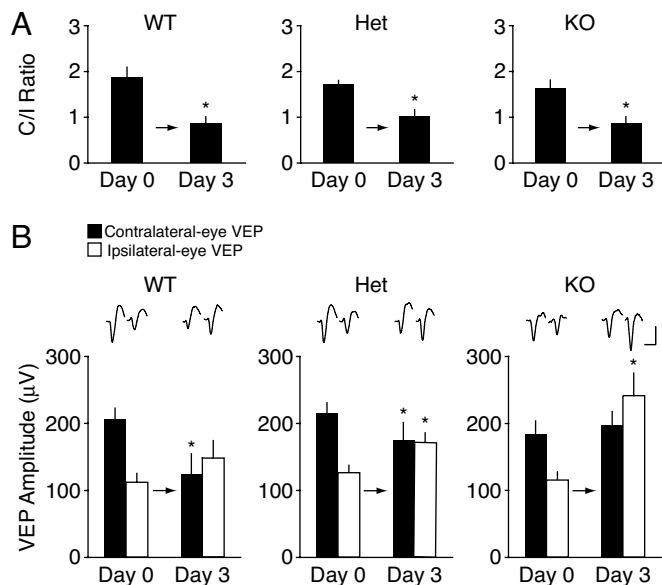 A
WT Het KO
C/I Ratio
3 3 3
2 2 2
1 1 1
0 0 0
* * *
Day 0 Day 3 Day 0 Day 3 Day 0 Day 3
B
Contralateral-eye VEP
Ipsilateral-eye VEP
WT Het KO
VEP Amplitude (μV)
300 300 300
200 200 200
100 100 100
0 0 0
* * * *
Day 0 Day 3 Day 0 Day 3 Day 0 Day 3